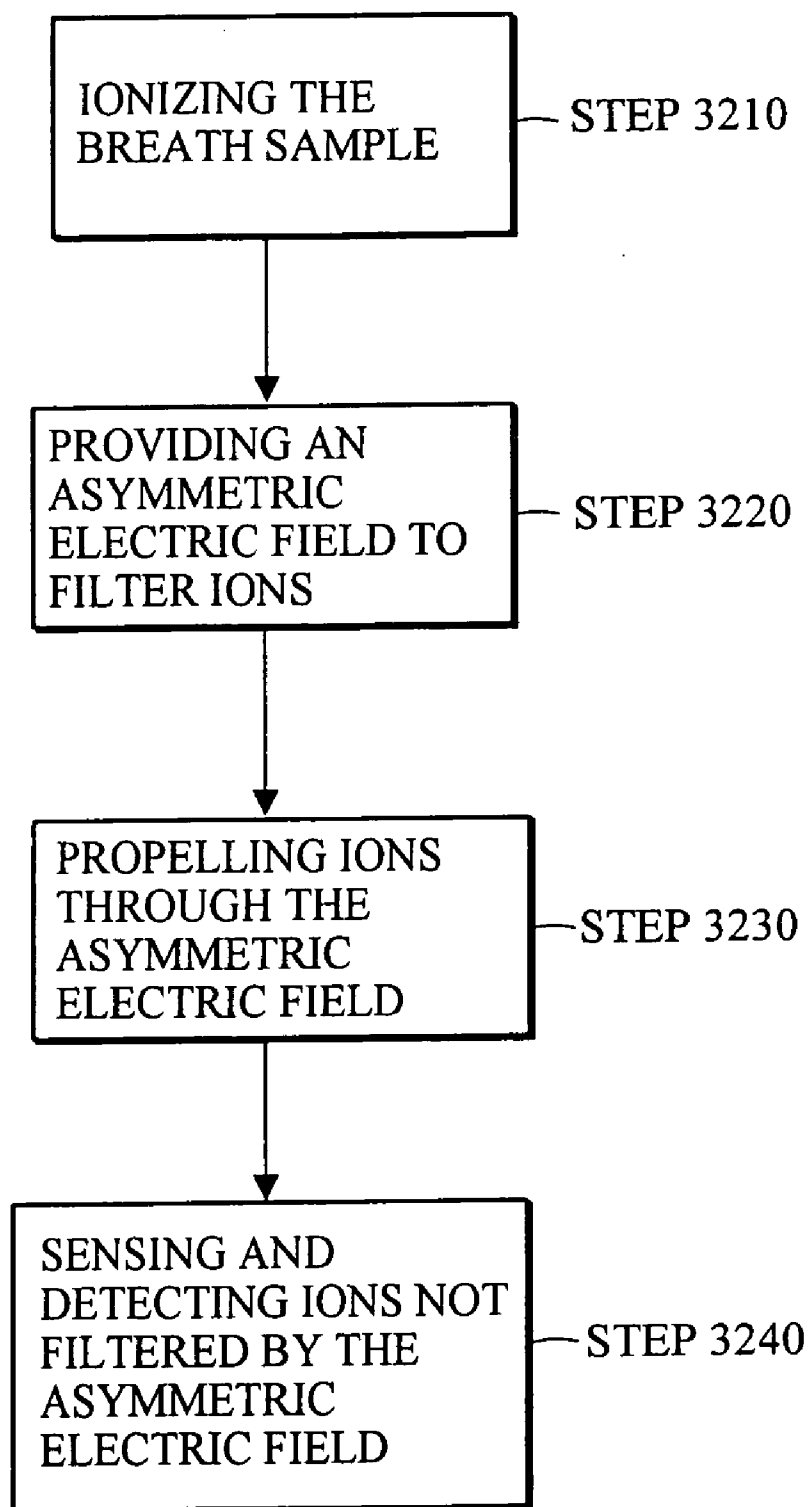 IONIZING THE
BREATH SAMPLE
STEP 3210
PROVIDING AN
ASYMMETRIC
ELECTRIC FIELD TO
FILTER IONS
STEP 3220
PROPELLING IONS
THROUGH THE
ASYMMETRIC
ELECTRIC FIELD
STEP 3230
SENSING AND
DETECTING IONS NOT
FILTERED BY THE
ASYMMETRIC
ELECTRIC FIELD
STEP 3240